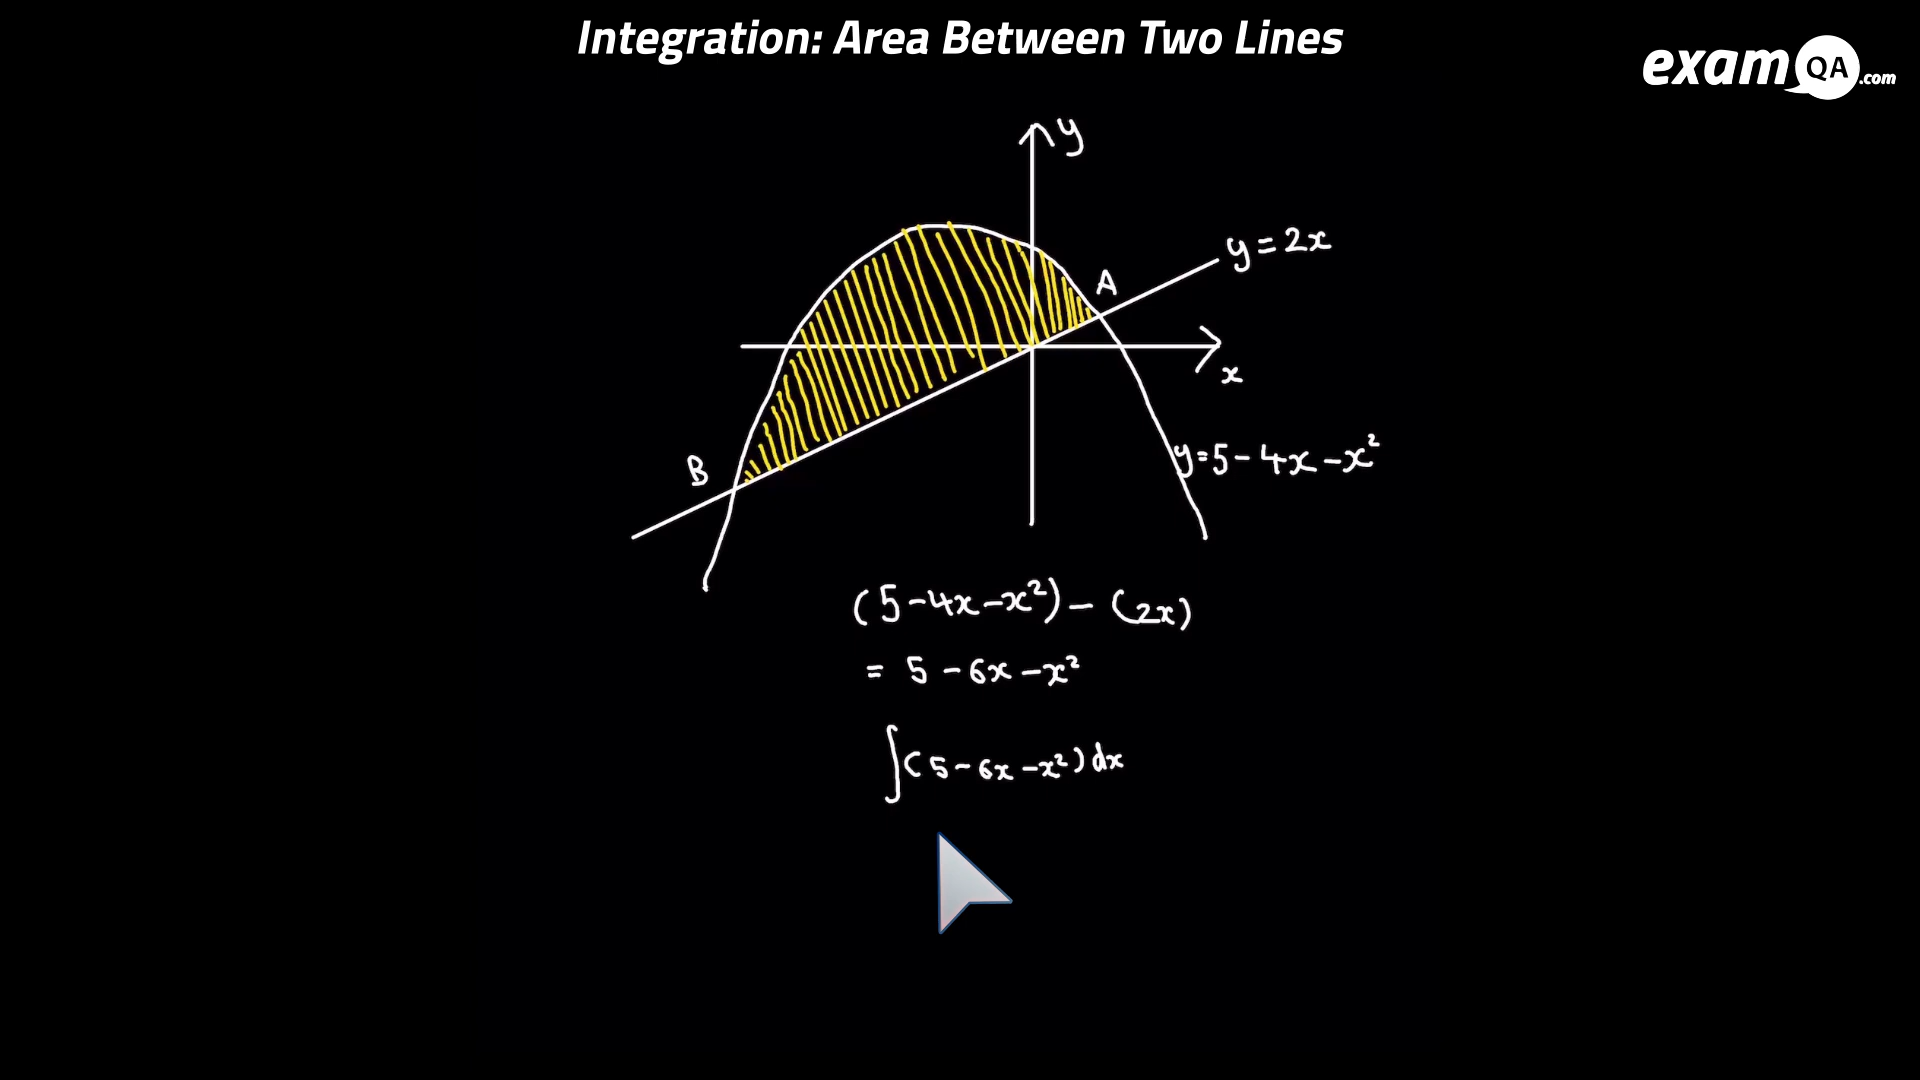 Integration: Area Between Two Lines
examQA.com
y
y = 2x
A
x
y = 5 - 4x - x²
B
(5 - 4x - x²) - (2x)
= 5 - 6x - x²
∫(5 - 6x - x²) dx